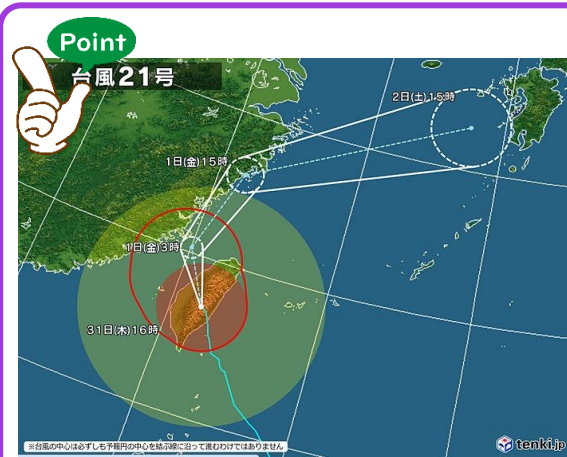 Point
台風21号
2日(土)15時
1日(金)15時
1日(金)3時
31日(木)16時
※台風の中心は必ずしも予報円の中心を結ぶ線に沿って進むわけではありません
tenki.jp